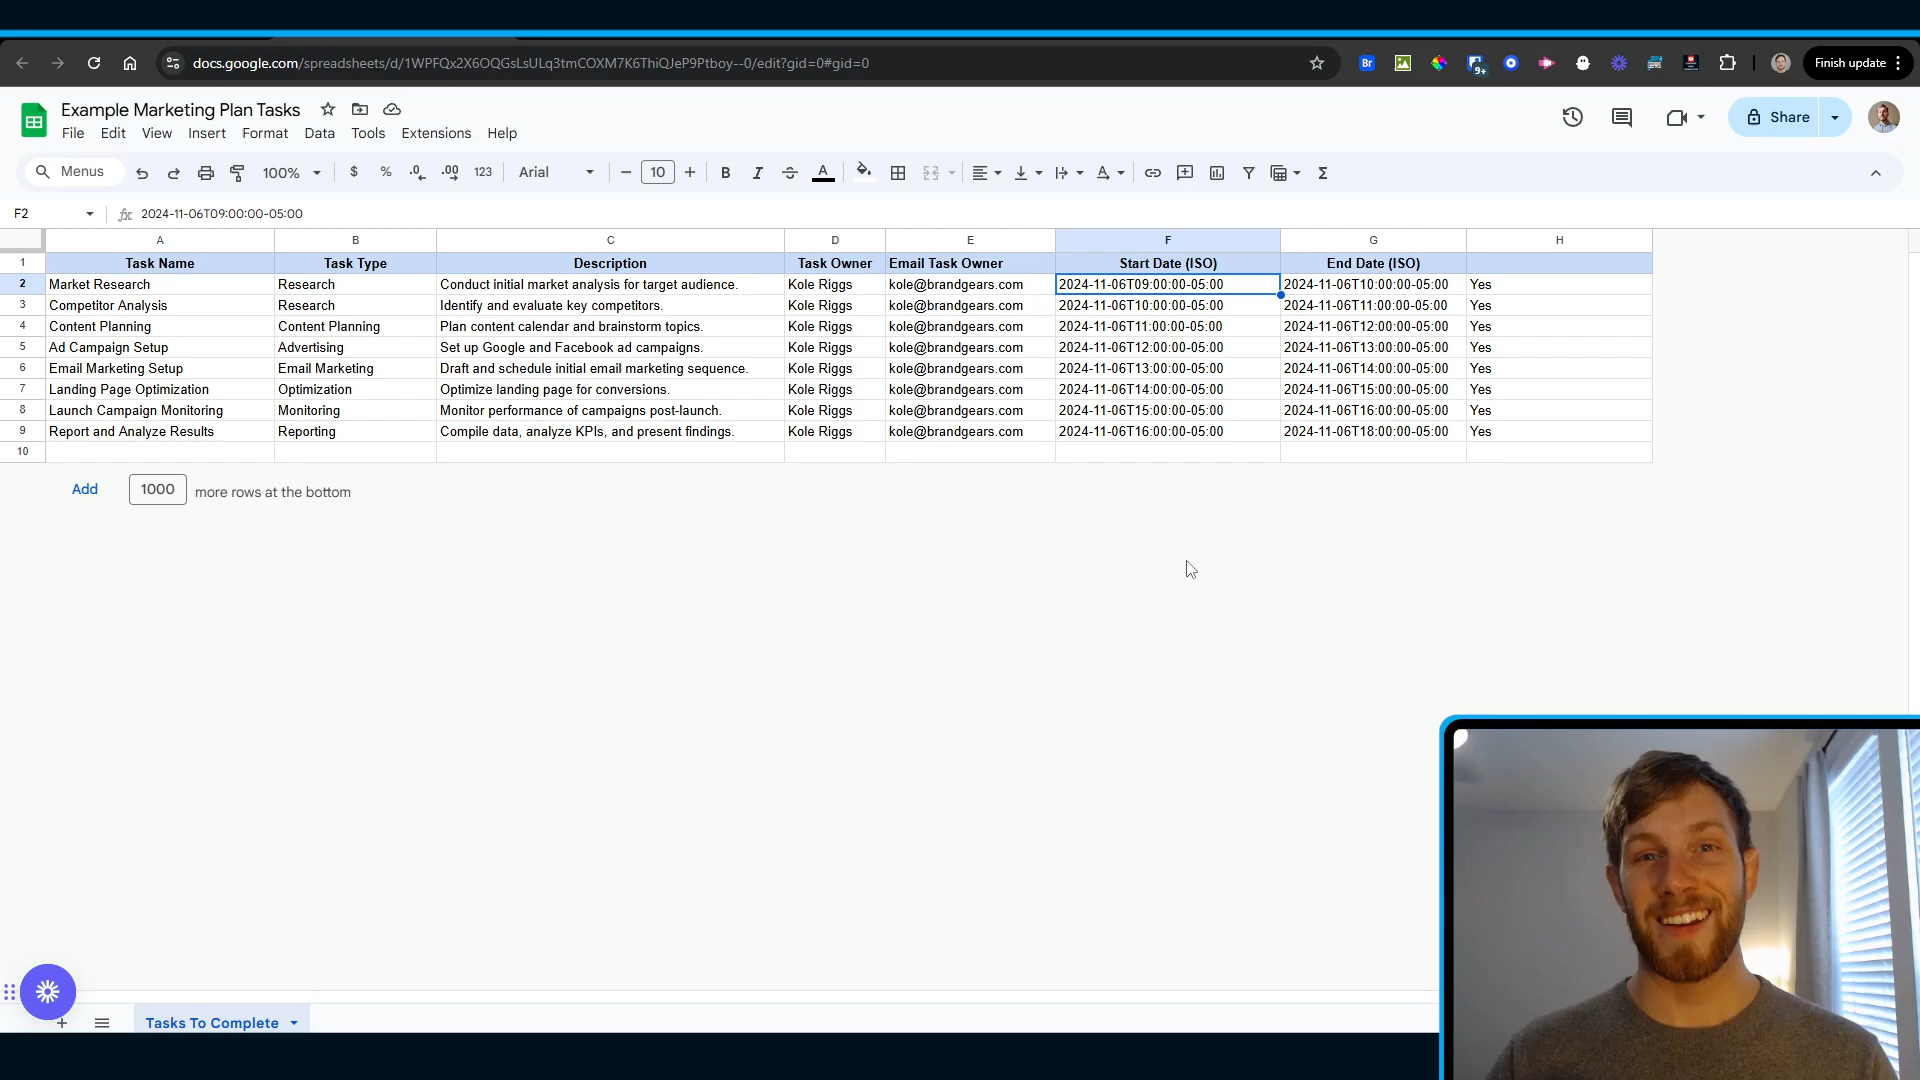 docs.google.com/spreadsheets/d/1WPFQx2X6OQGsLsULq3tmCOXM7K6ThiQJeP9Ptboy--0/edit?gid=0#gid=0
Br
9+
Finish update
Example Marketing Plan Tasks
File Edit View Insert Format Data Tools Extensions Help
Share
Menus 100% $ % .0 .00 123 Arial 10 B I A
F2 fx 2024-11-06T09:00:00-05:00
A B C D E F G H
1 Task Name Task Type Description Task Owner Email Task Owner Start Date (ISO) End Date (ISO)
2 Market Research Research Conduct initial market analysis for target audience. Kole Riggs kole@brandgears.com 2024-11-06T09:00:00-05:00 2024-11-06T10:00:00-05:00 Yes
3 Competitor Analysis Research Identify and evaluate key competitors. Kole Riggs kole@brandgears.com 2024-11-06T10:00:00-05:00 2024-11-06T11:00:00-05:00 Yes
4 Content Planning Content Planning Plan content calendar and brainstorm topics. Kole Riggs kole@brandgears.com 2024-11-06T11:00:00-05:00 2024-11-06T12:00:00-05:00 Yes
5 Ad Campaign Setup Advertising Set up Google and Facebook ad campaigns. Kole Riggs kole@brandgears.com 2024-11-06T12:00:00-05:00 2024-11-06T13:00:00-05:00 Yes
6 Email Marketing Setup Email Marketing Draft and schedule initial email marketing sequence. Kole Riggs kole@brandgears.com 2024-11-06T13:00:00-05:00 2024-11-06T14:00:00-05:00 Yes
7 Landing Page Optimization Optimization Optimize landing page for conversions. Kole Riggs kole@brandgears.com 2024-11-06T14:00:00-05:00 2024-11-06T15:00:00-05:00 Yes
8 Launch Campaign Monitoring Monitoring Monitor performance of campaigns post-launch. Kole Riggs kole@brandgears.com 2024-11-06T15:00:00-05:00 2024-11-06T16:00:00-05:00 Yes
9 Report and Analyze Results Reporting Compile data, analyze KPIs, and present findings. Kole Riggs kole@brandgears.com 2024-11-06T16:00:00-05:00 2024-11-06T18:00:00-05:00 Yes
10
Add 1000 more rows at the bottom
Tasks To Complete